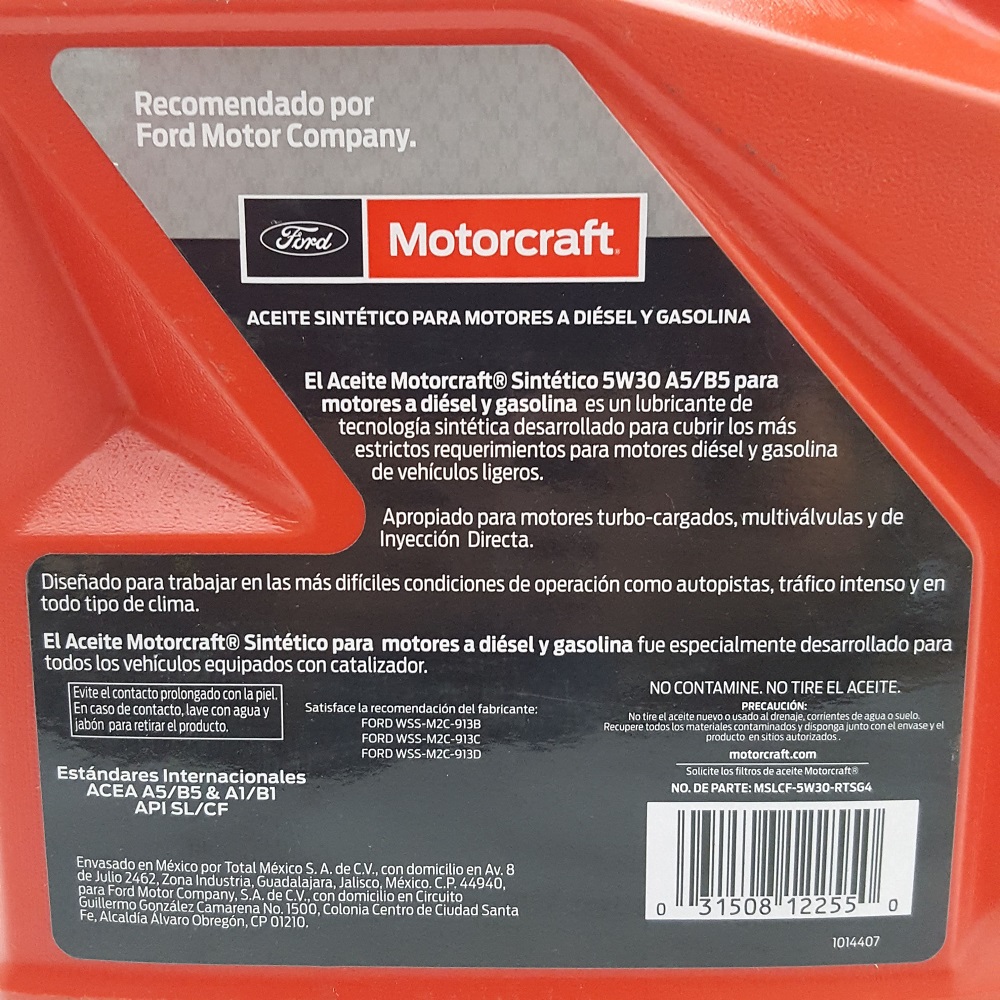 Recomendado por
Ford Motor Company.
Ford Motorcraft®
ACEITE SINTÉTICO PARA MOTORES A DIÉSEL Y GASOLINA
El Aceite Motorcraft® Sintético 5W30 A5/B5 para
motores a diésel y gasolina es un lubricante de
tecnología sintética desarrollado para cubrir los más
estrictos requerimientos para motores diésel y gasolina
de vehículos ligeros.
Apropiado para motores turbo-cargados, multiválvulas y de
Inyección Directa.
Diseñado para trabajar en las más difíciles condiciones de operación como autopistas, tráfico intenso y en
todo tipo de clima.
El Aceite Motorcraft® Sintético para motores a diésel y gasolina fue especialmente desarrollado para
todos los vehículos equipados con catalizador.
Evite el contacto prolongado con la piel.
En caso de contacto, lave con agua y
jabón para retirar el producto.
Satisface la recomendación del fabricante:
FORD WSS-M2C-913B
FORD WSS-M2C-913C
FORD WSS-M2C-913D
NO CONTAMINE. NO TIRE EL ACEITE.
PRECAUCIÓN:
No tire el aceite nuevo o usado al drenaje, corrientes de agua o suelo.
Recupere todos los materiales contaminados y disponga junto con el envase y el
producto en sitios autorizados.
motorcraft.com
Solicite los filtros de aceite Motorcraft®
NO. DE PARTE: MSLCF-5W30-RTSG4
Estándares Internacionales
ACEA A5/B5 & A1/B1
API SL/CF
Envasado en México por Total México S. A. de C.V., con domicilio en Av. 8
de Julio 2462, Zona Industria, Guadalajara, Jalisco, México. C.P. 44940,
para Ford Motor Company, S.A. de C.V., con domicilio en Circuito
Guillermo González Camarena No. 1500, Colonia Centro de Ciudad Santa
Fe, Alcaldía Álvaro Obregón, CP 01210.
0 31508 12255 0
1014407